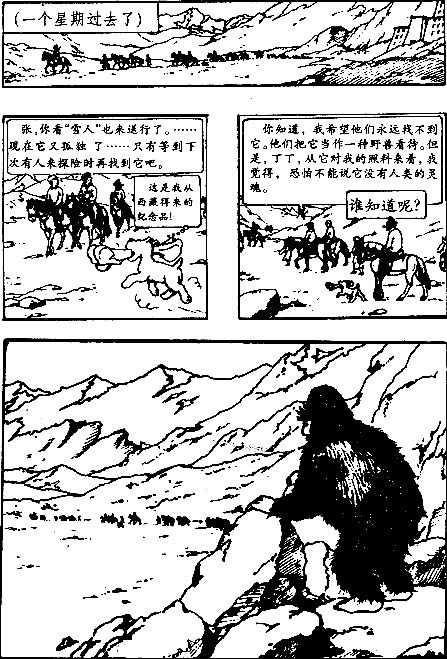 (一个星期过去了)
张,你看“雪人”也来送行了。……
现在它又孤独了……只有等到下
次有人来探险时再找到它吧。
这是我从
西藏得来的
纪念品!
你知道,我希望他们永远找不到
它。他们把它当作一种野兽看待。但
是,丁丁,从它对我的照料来看,我
觉得,恐怕不能说它没有人类的灵
魂。
谁知道呢?